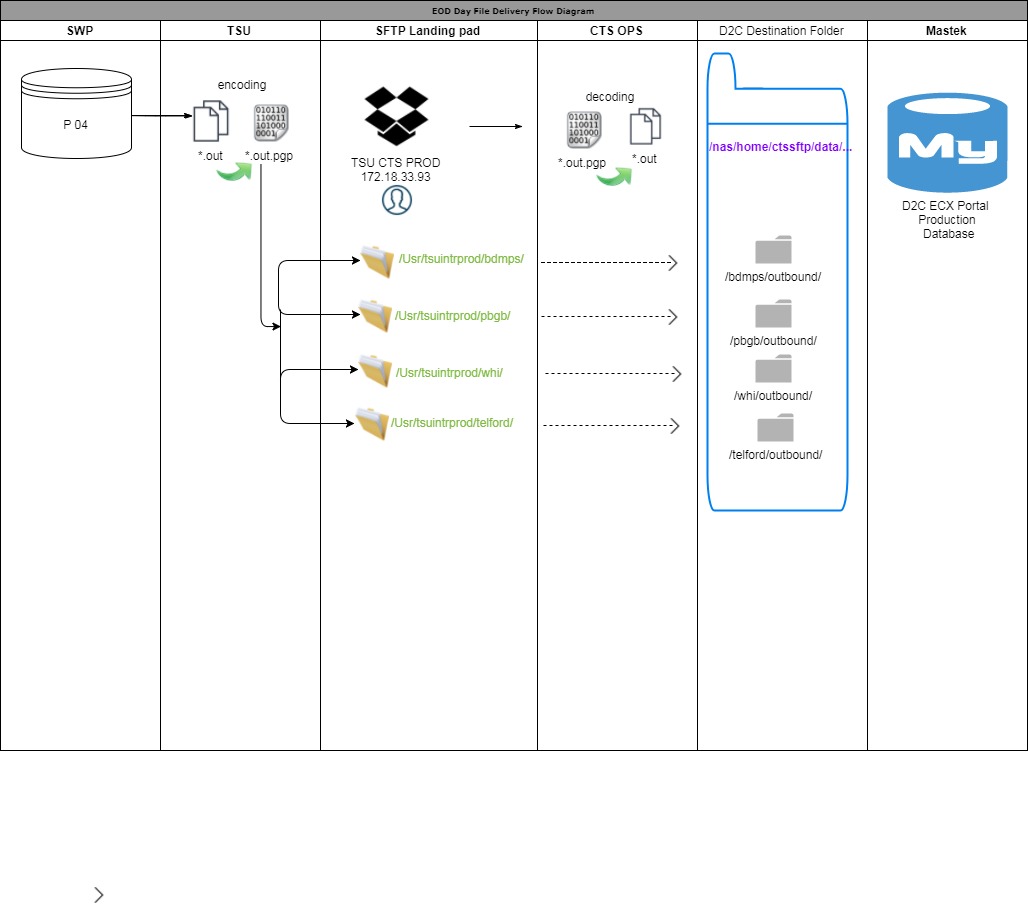 EOD Day File Delivery Flow Diagram
SWP
TSU
SFTP Landing pad
CTS OPS
D2C Destination Folder
Mastek
P 04
encoding
010110
110011
101000
0001
*.out
*.out.pgp
TSU CTS PROD
172.18.33.93
decoding
010110
110011
101000
0001
*.out.pgp
*.out
/nas/home/ctssftp/data/...
My
D2C ECX Portal
Production
Database
/Usr/tsuintrprod/bdmps/
/Usr/tsuintrprod/pbgb/
/Usr/tsuintrprod/whi/
/Usr/tsuintrprod/telford/
/bdmps/outbound/
/pbgb/outbound/
/whi/outbound/
/telford/outbound/